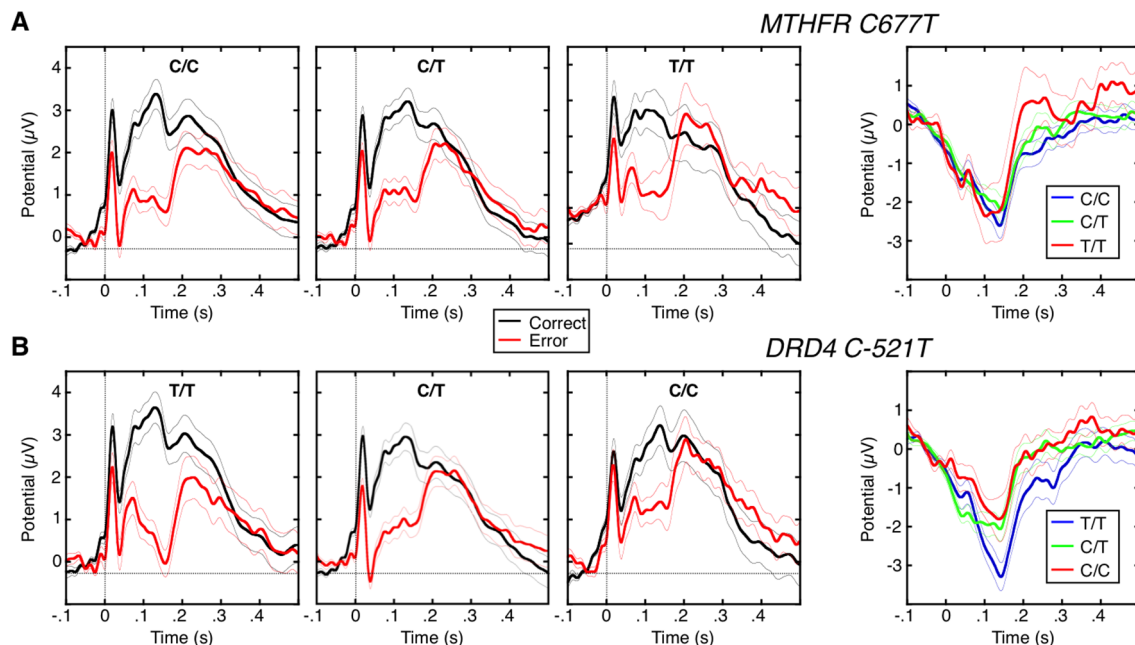 A
MTHFR C677T
C/C
C/T
T/T
Potential (µV)
4
3
2
1
0
-.1 0 .1 .2 .3 .4
Time (s)
-.1 0 .1 .2 .3 .4
Time (s)
-.1 0 .1 .2 .3 .4
Time (s)
Potential (µV)
1
0
-1
-2
-3
C/C
C/T
T/T
-.1 0 .1 .2 .3 .4
Time (s)
Correct
Error
B
DRD4 C-521T
T/T
C/T
C/C
Potential (µV)
4
3
2
1
0
-.1 0 .1 .2 .3 .4
Time (s)
-.1 0 .1 .2 .3 .4
Time (s)
-.1 0 .1 .2 .3 .4
Time (s)
Potential (µV)
1
0
-1
-2
-3
T/T
C/T
C/C
-.1 0 .1 .2 .3 .4
Time (s)